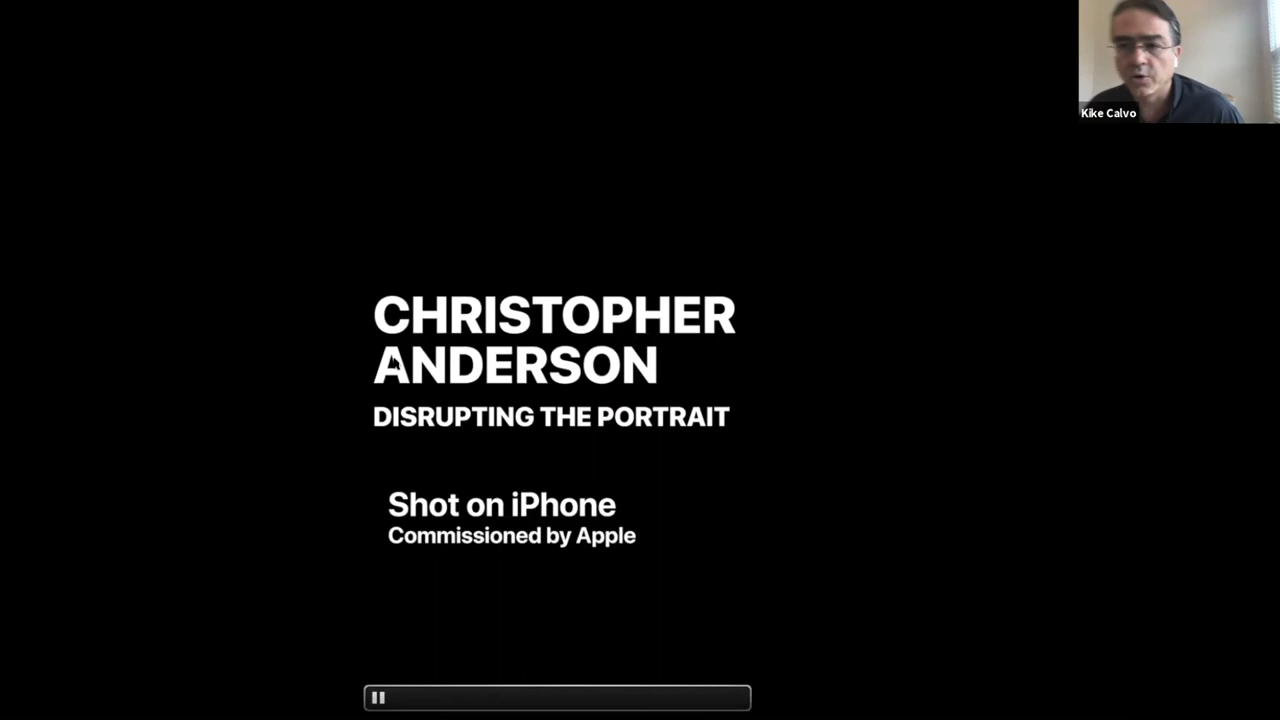 Kike Calvo
CHRISTOPHER
ANDERSON
DISRUPTING THE PORTRAIT
Shot on iPhone
Commissioned by Apple